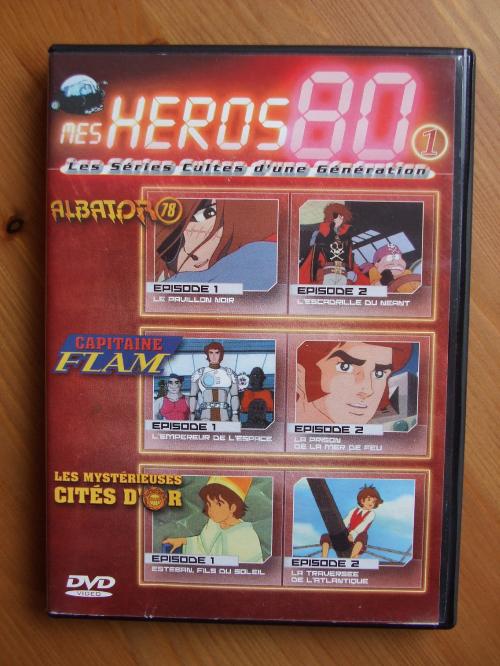 MES HEROS 80
1
Les Séries Cultes d'une Génération
ALBATOR 78
EPISODE 1
LE PAVILLON NOIR
EPISODE 2
L'ESCADRILLE DU NEANT
CAPITAINE
FLAM
EPISODE 1
L'EMPEREUR DE L'ESPACE
EPISODE 2
LA PRISON
DE LA MER DE FEU
LES MYSTÉRIEUSES
CITÉS D'OR
EPISODE 1
ESTEBAN, FILS DU SOLEIL
EPISODE 2
LA TRAVERSEE
DE L'ATLANTIQUE
DVD
VIDEO